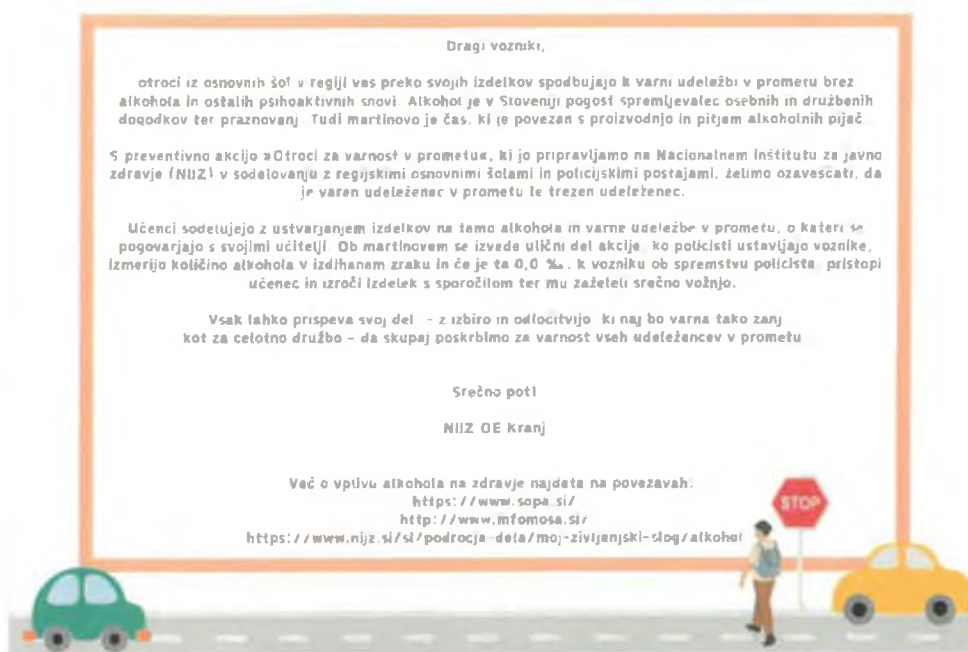 Dragi vozniki,
otroci iz osnovnih šol v regiji vas preko svojih izdelkov spodbujajo k varni udeležbi v prometu brez
alkohola in ostalih psihoaktivnih snovi. Alkohol je v Sloveniji pogost spremljevalec osebnih in družbenih
dogodkov ter praznovanj. Tudi martinovo je čas, ki je povezan s proizvodnjo in pitjem alkoholnih pijač.
S preventivno akcijo »Otroci za varnost v prometu«, ki jo pripravljamo na Nacionalnem inštitutu za javno
zdravje (NIJZ) v sodelovanju z regijskimi osnovnimi šolami in policijskimi postajami, želimo ozaveščati, da
je varen udeleženec v prometu le trezen udeleženec.
Učenci sodelujejo z ustvarjanjem izdelkov na temo alkohola in varne udeležbe v prometu, o kateri se
pogovarjajo s svojimi učitelji. Ob martinovem se izvede ulični del akcije, ko policisti ustavljajo voznike,
izmerijo količino alkohola v izdihanem zraku in če je ta 0,0 ‰, k vozniku ob spremstvu policista, pristopi
učenec in izroči izdelek s sporočilom ter mu zaželeli srečno vožnjo.
Vsak lahko prispeva svoj del - z izbiro in odločitvijo, ki naj bo varna tako zanj
kot za celotno družbo – da skupaj poskrbimo za varnost vseh udeležencev v prometu.
Srečno pot!
NIJZ OE Kranj
Več o vplivu alkohola na zdravje najdete na povezavah:
https://www.sopa.si/
http://www.mfomosa.si/
https://www.nijz.si/sl/podrocja-dela/moj-zivljenjski-slog/alkohol
STOP